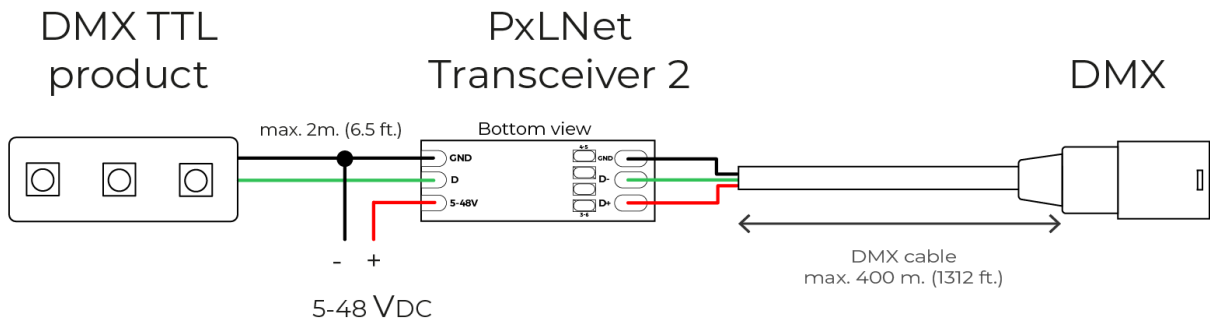 DMX TTL
product
PxLNet
Transceiver 2
DMX
max. 2m. (6.5 ft.)
Bottom view
4-5
GND
GND
D
D-
5-48V
D+
3-6
- +
5-48 VDC
DMX cable
max. 400 m. (1312 ft.)